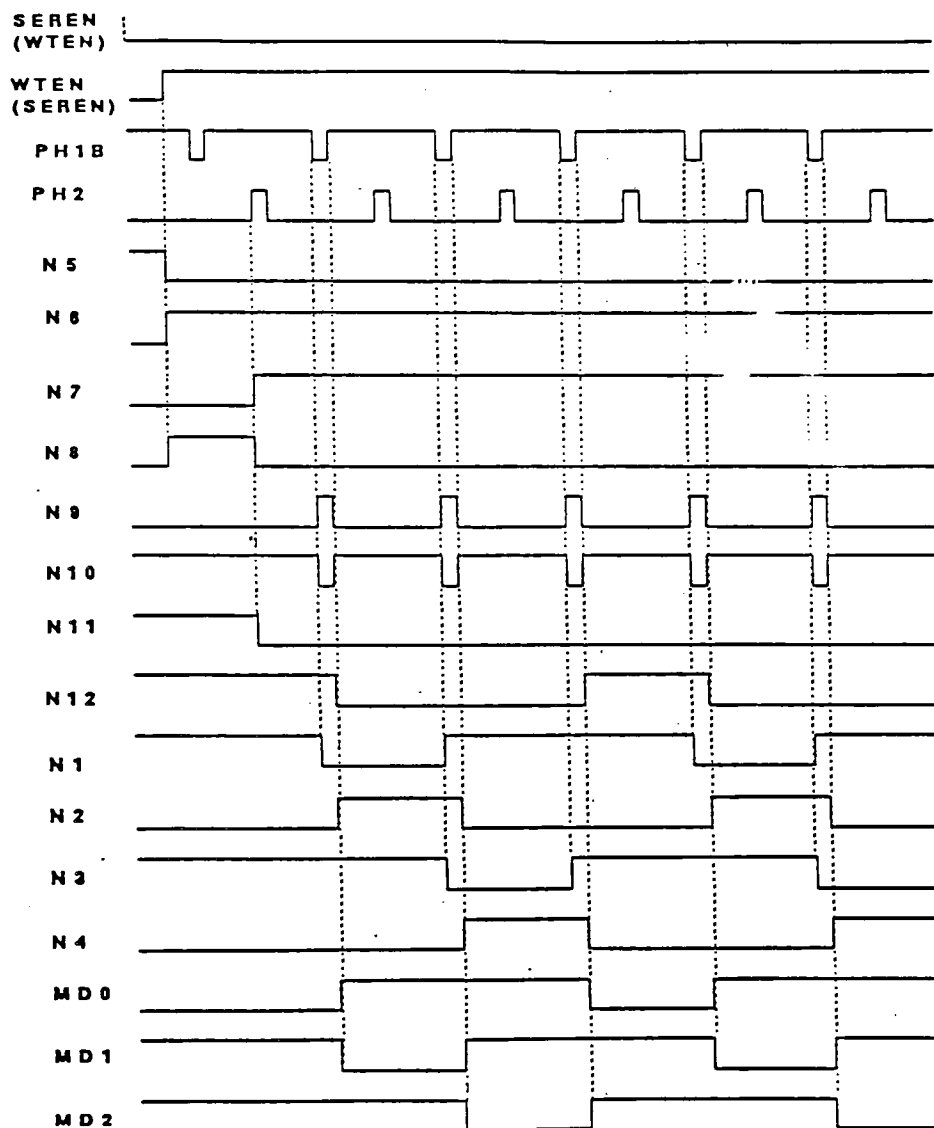 SEREN
(WTEN)
WTEN
(SEREN)
PH1B
PH2
N5
N6
N7
N8
N9
N10
N11
N12
N1
N2
N3
N4
MD0
MD1
MD2